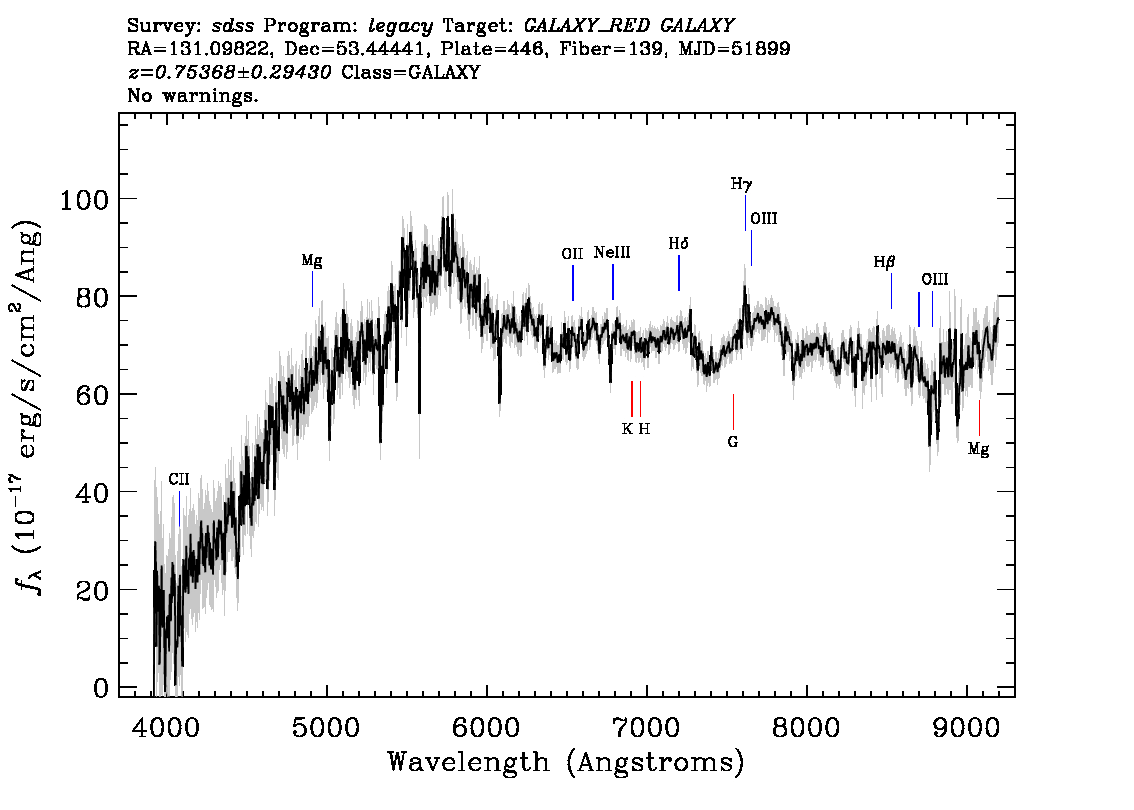 Survey: sdss Program: legacy Target: GALAXY_RED GALAXY
RA=131.09822, Dec=53.44441, Plate=446, Fiber=139, MJD=51899
z=0.75368±0.29430 Class=GALAXY
No warnings.
Hγ
OIII
Hδ
OII NeIII
Mg
Hβ
OIII
K H
G
Mg
CII
100
80
60
40
20
0
4000 5000 6000 7000 8000 9000
Wavelength (Angstroms)
fλ (10⁻¹⁷ erg/s/cm²/Ang)